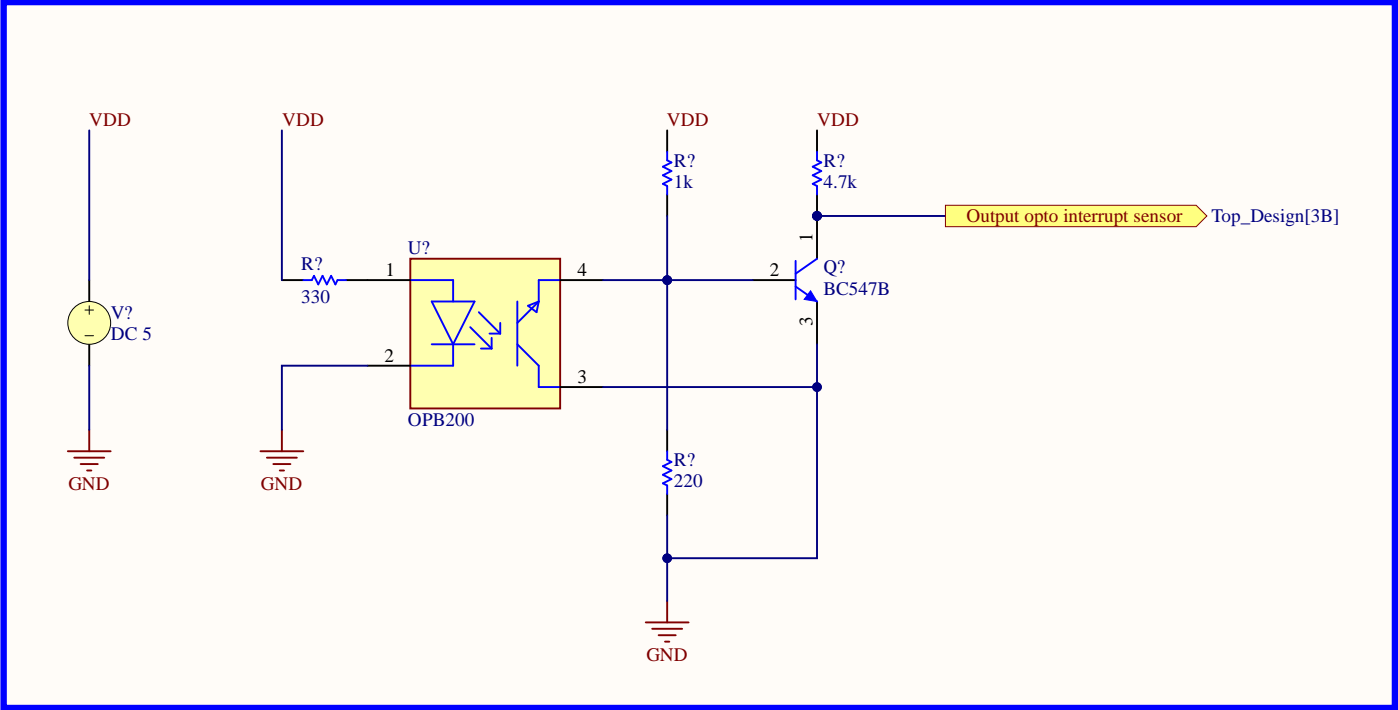 VDD
VDD
VDD
VDD
R?
1k
R?
4.7k
Output opto interrupt sensor
Top_Design[3B]
1
U?
R?
330
1
4
2
Q?
BC547B
+
V?
DC 5
−
3
2
3
OPB200
R?
220
GND
GND
GND